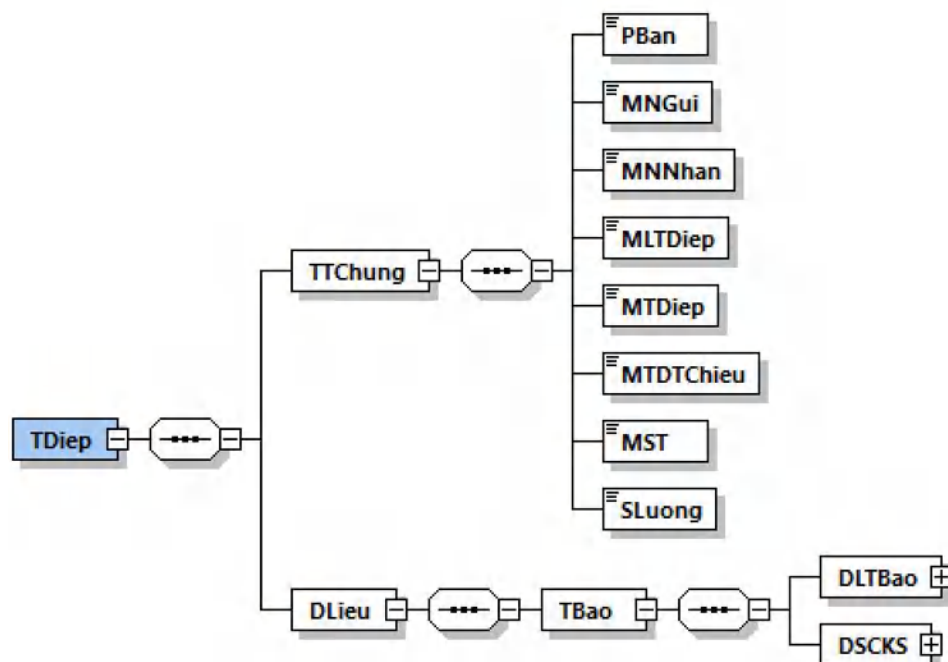 PBan
MNGui
MNNhan
MLTDiep
TTChung
MTDiep
MTDTChieu
TDiep
MST
SLuong
DLTBao
DLieu
TBao
DSCKS